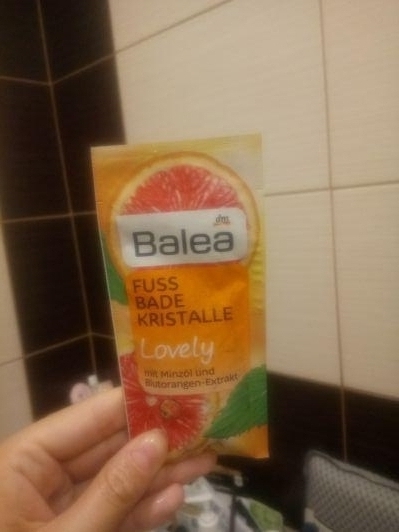 dm
Balea
FUSS
BADE
KRISTALLE
Lovely
mit Minzöl und
Blutorangen-Extrakt